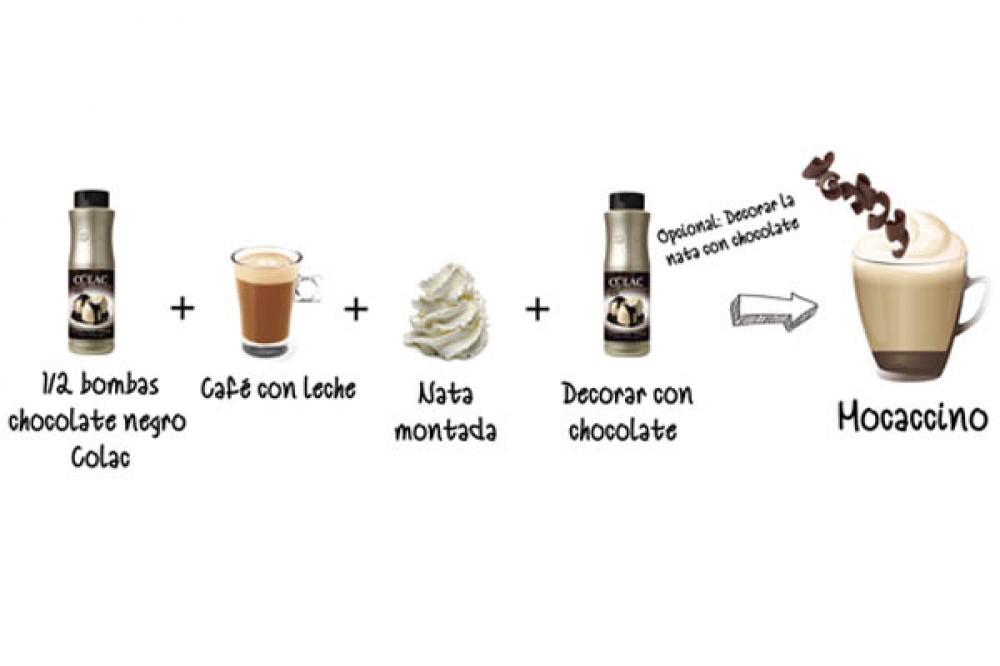 Opcional: Decorar la
nata con chocolate
COLAC
+
+
+
COLAC
1/2 bombas
chocolate negro
Colac
Café con leche
Nata
montada
Decorar con
chocolate
Mocaccino